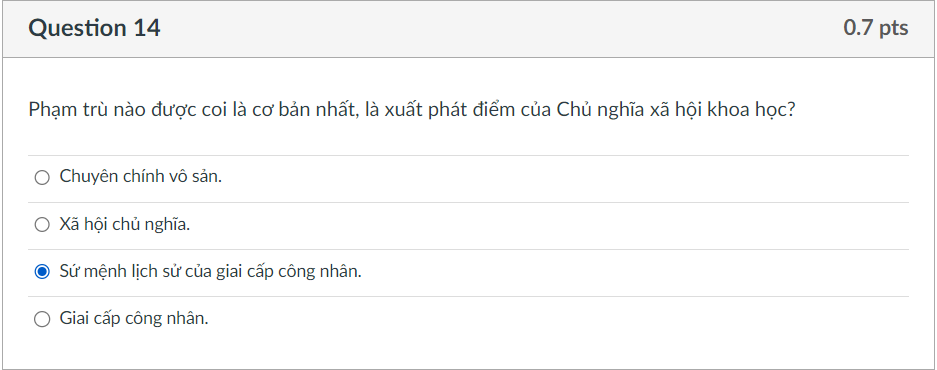 Question 14
0.7 pts
Phạm trù nào được coi là cơ bản nhất, là xuất phát điểm của Chủ nghĩa xã hội khoa học?
Chuyên chính vô sản.
Xã hội chủ nghĩa.
Sứ mệnh lịch sử của giai cấp công nhân.
Giai cấp công nhân.